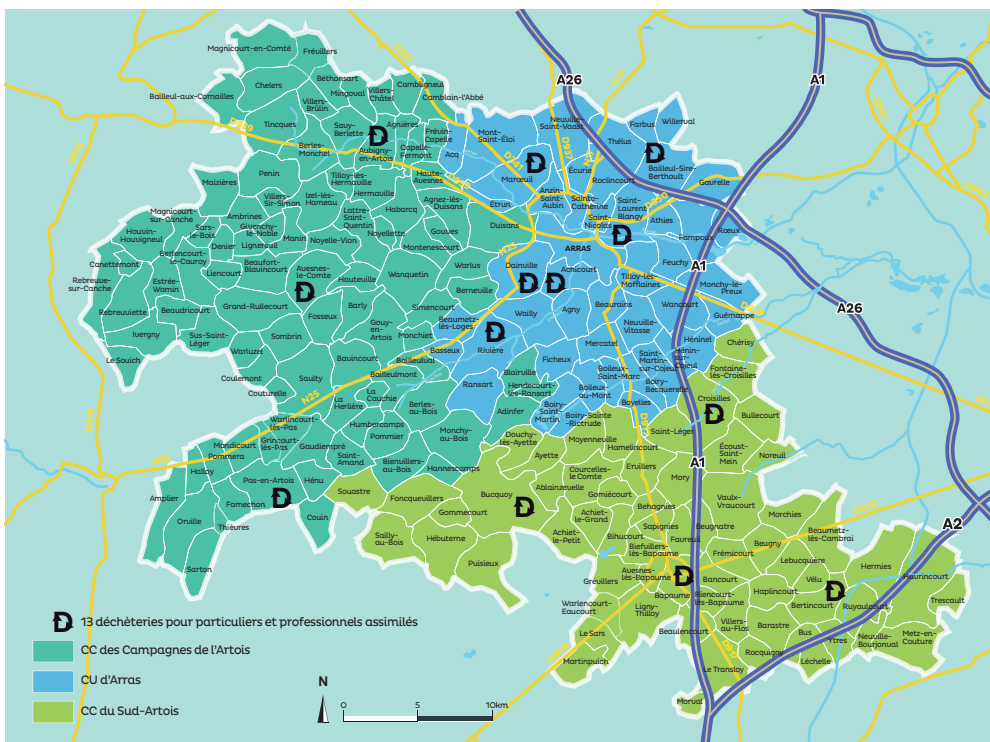 Magnicourt-en-Comté
Frévillers
A26
A1
Chelers
Béthonsart
Mingoval
Villers-
Châtel
Cambligneul
Camblain-l'Abbé
Bailleul-aux-Cornailles
Villers-
Brûlin
Tincques
Savy-
Berlette
Agnières
Frévin-
Capelle
Aubigny-
en-Artois
Capelle-
Fermont
Berles-
Monchel
Acq
Mont-
Saint-Éloi
Neuville-
Saint-Vaast
Farbus
Willerval
Thélus
D937
Écurie
Bailleul-Sire-
Berthoult
Gavrelle
Maroeuil
Roclincourt
Maizières
Penin
Tilloy-lès-
Hermaville
Hermaville
Haute-
Avesnes
Villers-
Sir-Simon
Izel-lès-
Hameau
Agnez-lès-
Duisans
Étrun
Anzin-
Saint-
Aubin
Sainte-
Catherine
Saint-
Laurent-
Blangy
D950
Athies
Saint-
Nicolas
Fampoux
Rœux
Magnicourt-
sur-Canche
Ambrines
Lattre-
Saint-
Quentin
Habarcq
Duisans
Houvin-
Houvigneul
Sars-
le-Bois
Givenchy-
le-Noble
Denier
Lignereuil
Manin
Noyelle-Vion
Noyellette
Gouves
Montenescourt
N25
ARRAS
Berlencourt-
le-Cauroy
Canettemont
Rebreuve-
sur-Canche
Estrée-
Wamin
Liencourt
Beaufort-
Blavincourt
Avesnes-
le-Comte
Hauteville
Wanquetin
Warlus
Dainville
Achicourt
Tilloy-lès-
Mofflaines
Feuchy
A1
Monchy-le-
Preux
Rebreuviette
Beaudricourt
Grand-Rullecourt
Fosseux
Barly
Simencourt
Berneville
Beaumetz-
lès-Loges
Wailly
Agny
Beaurains
Wancourt
Guémappe
A26
Ivergny
Sus-Saint-
Léger
Sombrin
Gouy-
en-
Artois
Monchiet
Rivière
Neuville-
Vitasse
Mercatel
Héninel
Chérisy
Le Souich
Warluzel
Bavincourt
Bailleulval
Basseux
Ficheux
Saint-
Martin-
sur-Cojeul
Hénin-
sur-
Cojeul
Fontaine-
lès-Croisilles
Coulemont
Saulty
Bailleulmont
Ransart
Blairville
Boisleux-
Saint-Marc
Boiry-
Becquerelle
Couturelle
N25
La
Herlière
La
Cauchie
Berles-
au-Bois
Hendecourt-
lès-Ransart
Boisleux-
au-Mont
Croisilles
Adinfer
Boiry-
Saint-
Martin
Boiry-Sainte
-Rictrude
Boyelles
Bullecourt
Warlincourt-
lès-Pas
Humbercamps
Pommier
Monchy-
au-Bois
Douchy-
lès-Ayette
Moyenneville
Hamelincourt
Saint-Léger
Mondicourt
Pommera
Grincourt-
lès-Pas
Gaudiempré
Saint-
Amand
Ayette
Écoust-
Saint-
Mein
Noreuil
Halloy
Pas-en-Artois
Hénu
Bienvillers-
au-Bois
Hannescamps
Courcelles-
le Comte
Ervillers
A1
Mory
Amplier
Famechon
Souastre
Foncquevillers
Bucquoy
Ablainzevelle
Gomiécourt
Behagnies
Vaulx-
Vraucourt
Orville
Thièvres
Couin
Gommecourt
Achiet-
le-Grand
Sapignies
Beugnatre
Morchies
A2
Sailly-
au-Bois
Hébuterne
Achiet-
le-Petit
Bihucourt
Favreuil
Beugny
Beaumetz-
lès-Cambrai
Sarton
Puisieux
Biefvillers-
lès-Bapaume
Frémicourt
Lebucquière
Hermies
Grévillers
Avesnes-
lès-Bapaume
Bancourt
Vélu
Havrincourt
Bapaume
Riencourt-
lès-Bapaume
Haplincourt
Bertincourt
Ruyaulcourt
Trescault
Warlencourt-
Eaucourt
Ligny-
Thilloy
Villers-
au-Flos
Barastre
Le Sars
Beaulencourt
Bus
Ytres
Neuville-
Bourjonval
Metz-en-
Couture
Martinpuich
Rocquigny
Le Transloy
Léchelle
Morval
13 déchèteries pour particuliers et professionnels assimilés
CC des Campagnes de l'Artois
CU d'Arras
CC du Sud-Artois
N
0 5 10km